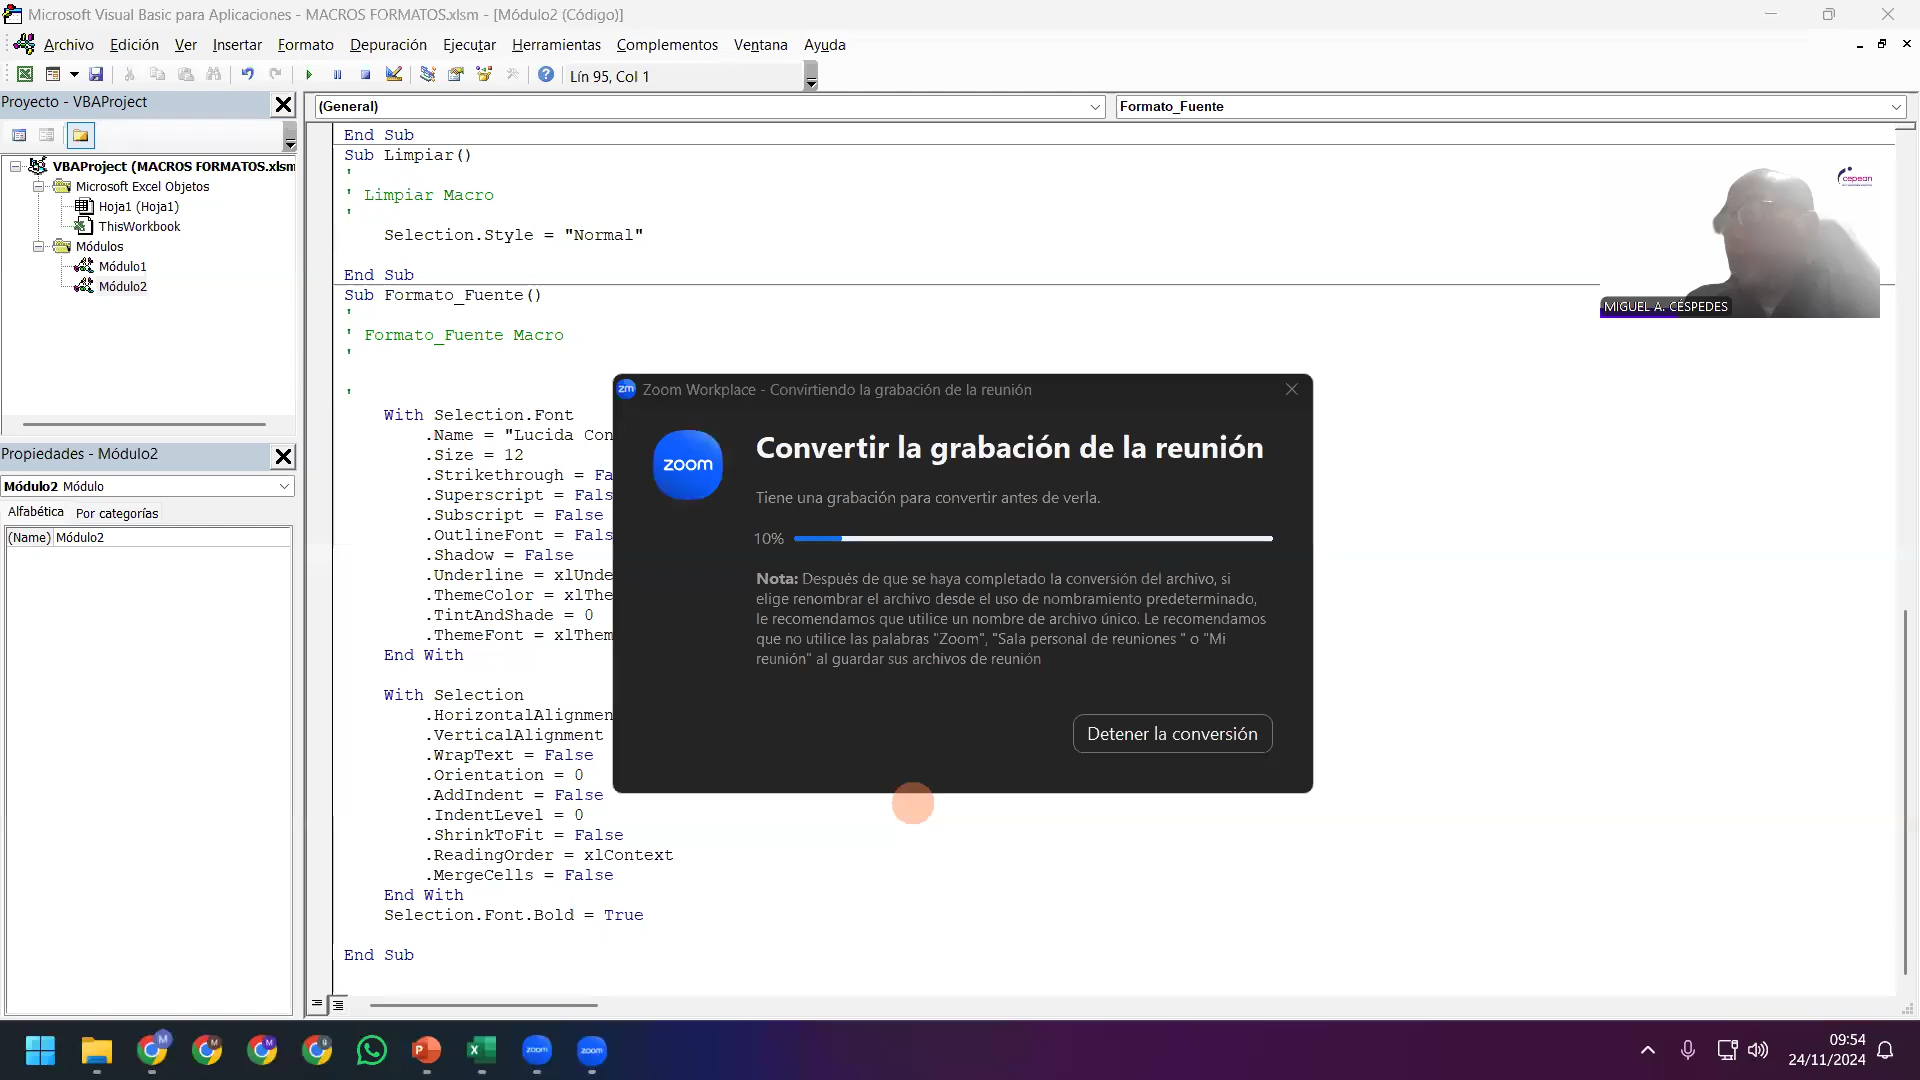 Microsoft Visual Basic para Aplicaciones - MACROS FORMATOS.xlsm - [Módulo2 (Código)]
Archivo Edición Ver Insertar Formato Depuración Ejecutar Herramientas Complementos Ventana Ayuda
Lín 95, Col 1
Proyecto - VBAProject
(General)
Formato_Fuente
VBAProject (MACROS FORMATOS.xlsm
Microsoft Excel Objetos
Hoja1 (Hoja1)
ThisWorkbook
Módulos
Módulo1
Módulo2
Propiedades - Módulo2
Módulo2 Módulo
Alfabética Por categorías
(Name) Módulo2
End Sub
Sub Limpiar()
'
' Limpiar Macro
'
Selection.Style = "Normal"
End Sub
Sub Formato_Fuente()
'
' Formato_Fuente Macro
'
'
With Selection.Font
.Name = "Lucida Con
.Size = 12
.Strikethrough = Fa
.Superscript = Fals
.Subscript = False
.OutlineFont = Fals
.Shadow = False
.Underline = xlUnde
.ThemeColor = xlThe
.TintAndShade = 0
.ThemeFont = xlThem
End With
With Selection
.HorizontalAlignmen
.VerticalAlignment
.WrapText = False
.Orientation = 0
.AddIndent = False
.IndentLevel = 0
.ShrinkToFit = False
.ReadingOrder = xlContext
.MergeCells = False
End With
Selection.Font.Bold = True
End Sub
cepean
MIGUEL A. CÉSPEDES
zm Zoom Workplace - Convirtiendo la grabación de la reunión
zoom
Convertir la grabación de la reunión
Tiene una grabación para convertir antes de verla.
10%
Nota: Después de que se haya completado la conversión del archivo, si
elige renombrar el archivo desde el uso de nombramiento predeterminado,
le recomendamos que utilice un nombre de archivo único. Le recomendamos
que no utilice las palabras "Zoom", "Sala personal de reuniones " o "Mi
reunión" al guardar sus archivos de reunión
Detener la conversión
zoom
zoom
09:54
24/11/2024